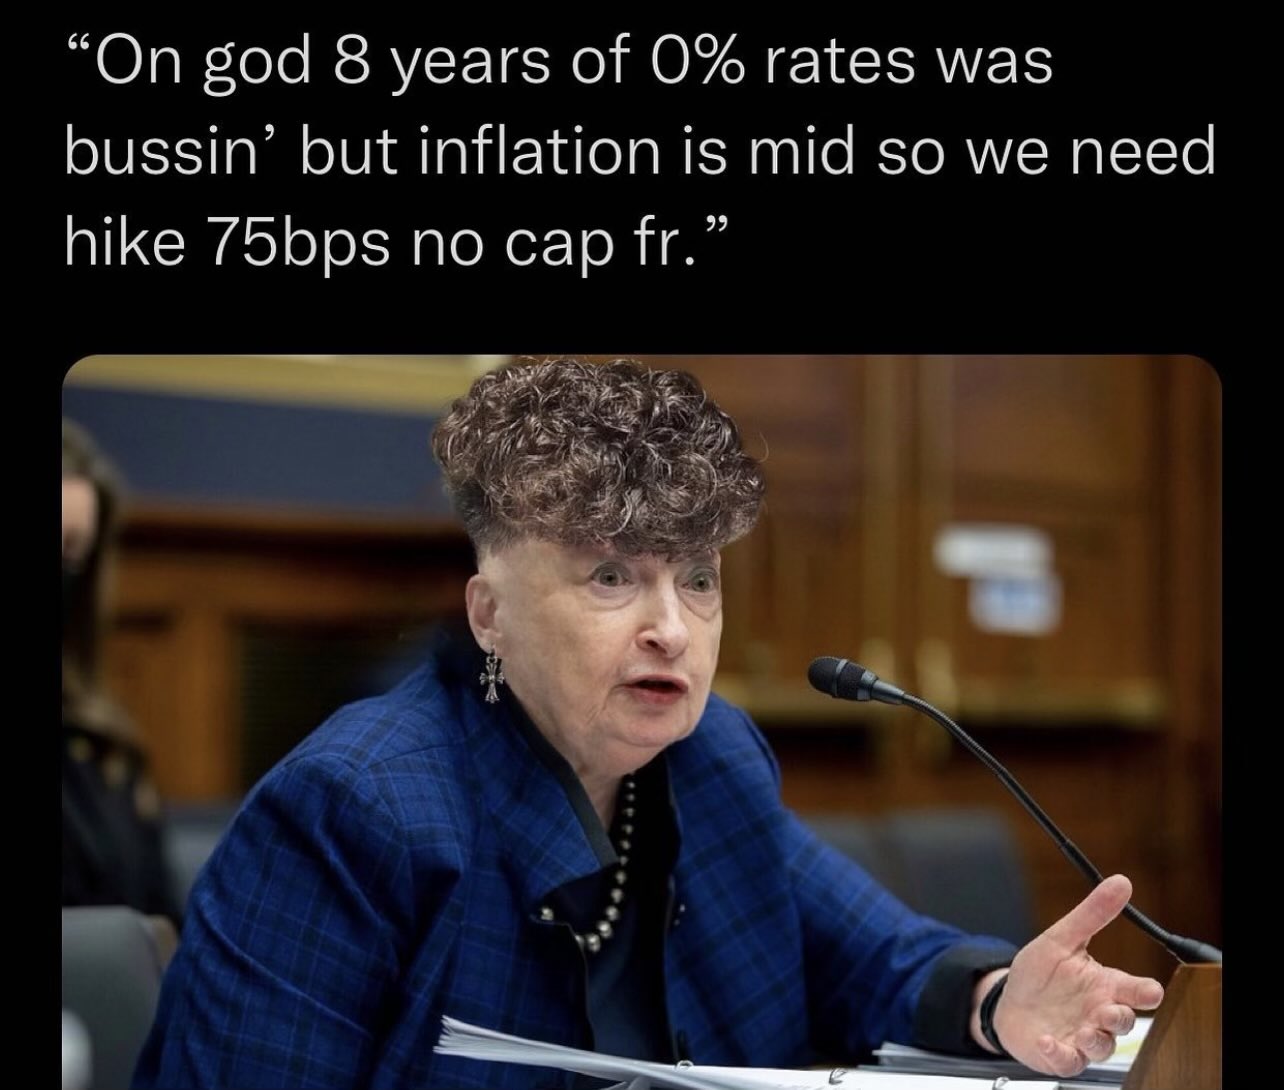 “On god 8 years of 0% rates was
bussin’ but inflation is mid so we need
hike 75bps no cap fr.”